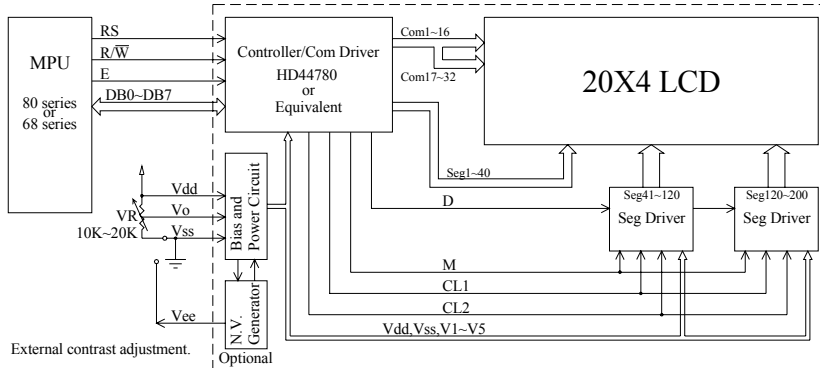 RS
R/W̅
E
DB0~DB7
MPU
80 series
or
68 series
Controller/Com Driver
HD44780
or
Equivalent
Com1~16
Com17~32
20X4 LCD
Seg1~40
D
Seg41~120
Seg Driver
Seg120~200
Seg Driver
Vdd
Vo
VR
10K~20K
Vss
Bias and
Power Circuit
M
CL1
CL2
Vdd,Vss,V1~V5
Vee
N.V.
Generator
Optional
External contrast adjustment.